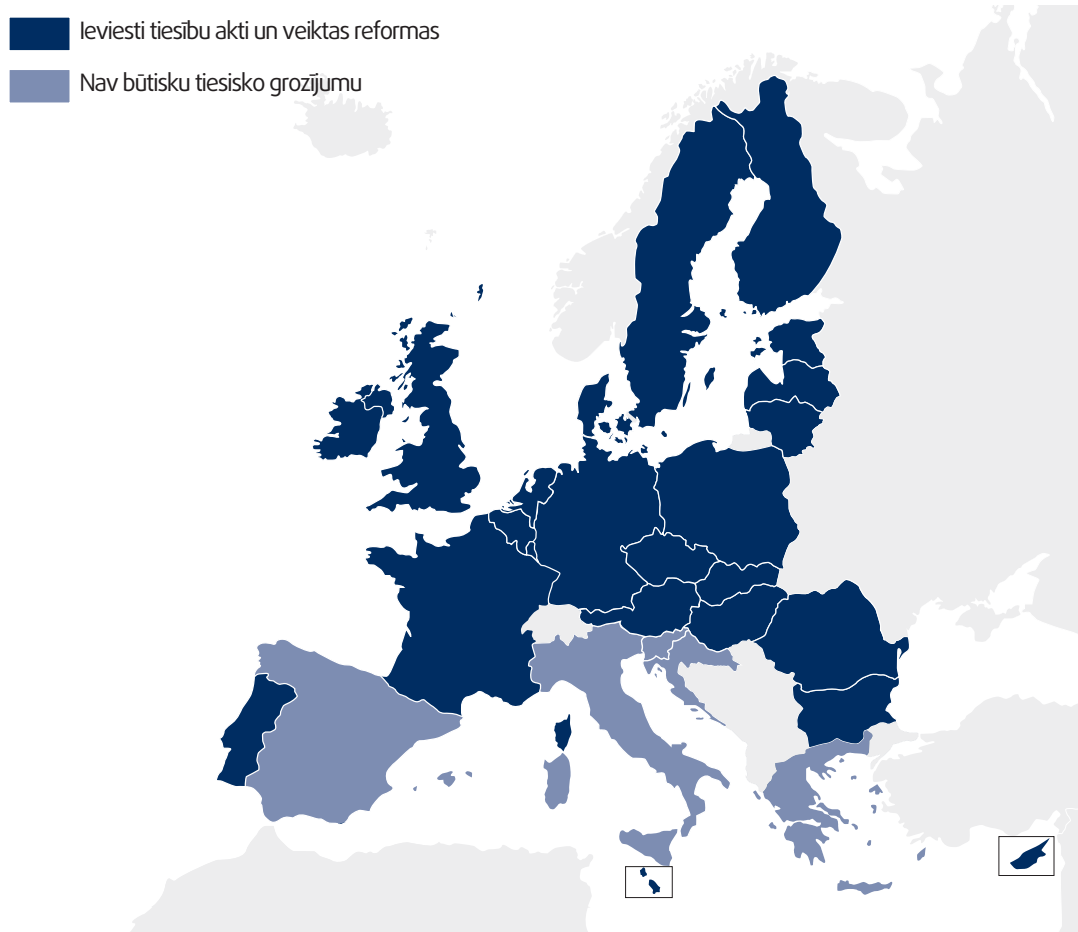 Ieviesti tiesību akti un veiktas reformas
Nav būtisku tiesisko grozījumu